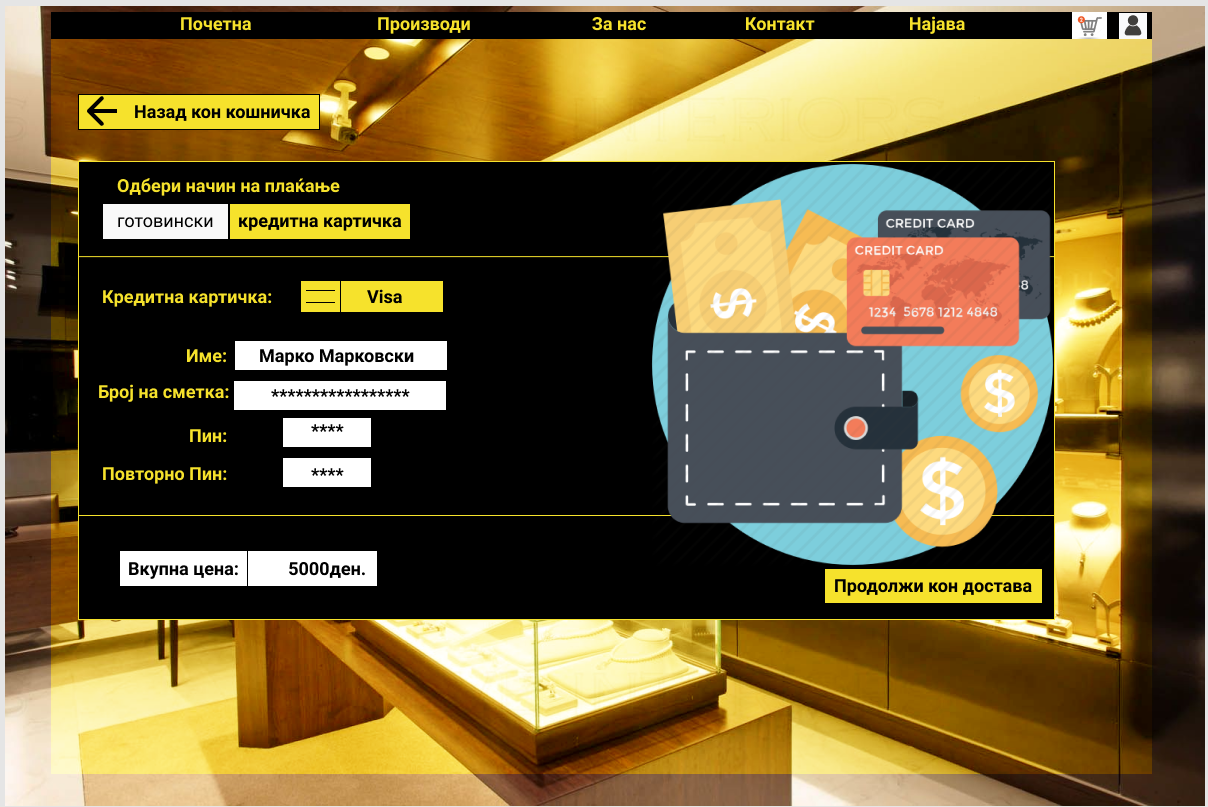 Почетна
Производи
За нас
Контакт
Најава
Назад кон кошничка
Одбери начин на плаќање
готовински
кредитна картичка
CREDIT CARD
CREDIT CARD
1234 5678 1212 4848
Кредитна картичка:
Visa
Име:
Марко Марковски
Број на сметка:
*****************
Пин:
****
Повторно Пин:
****
$
$
$
$
Вкупна цена:
5000ден.
Продолжи кон достава